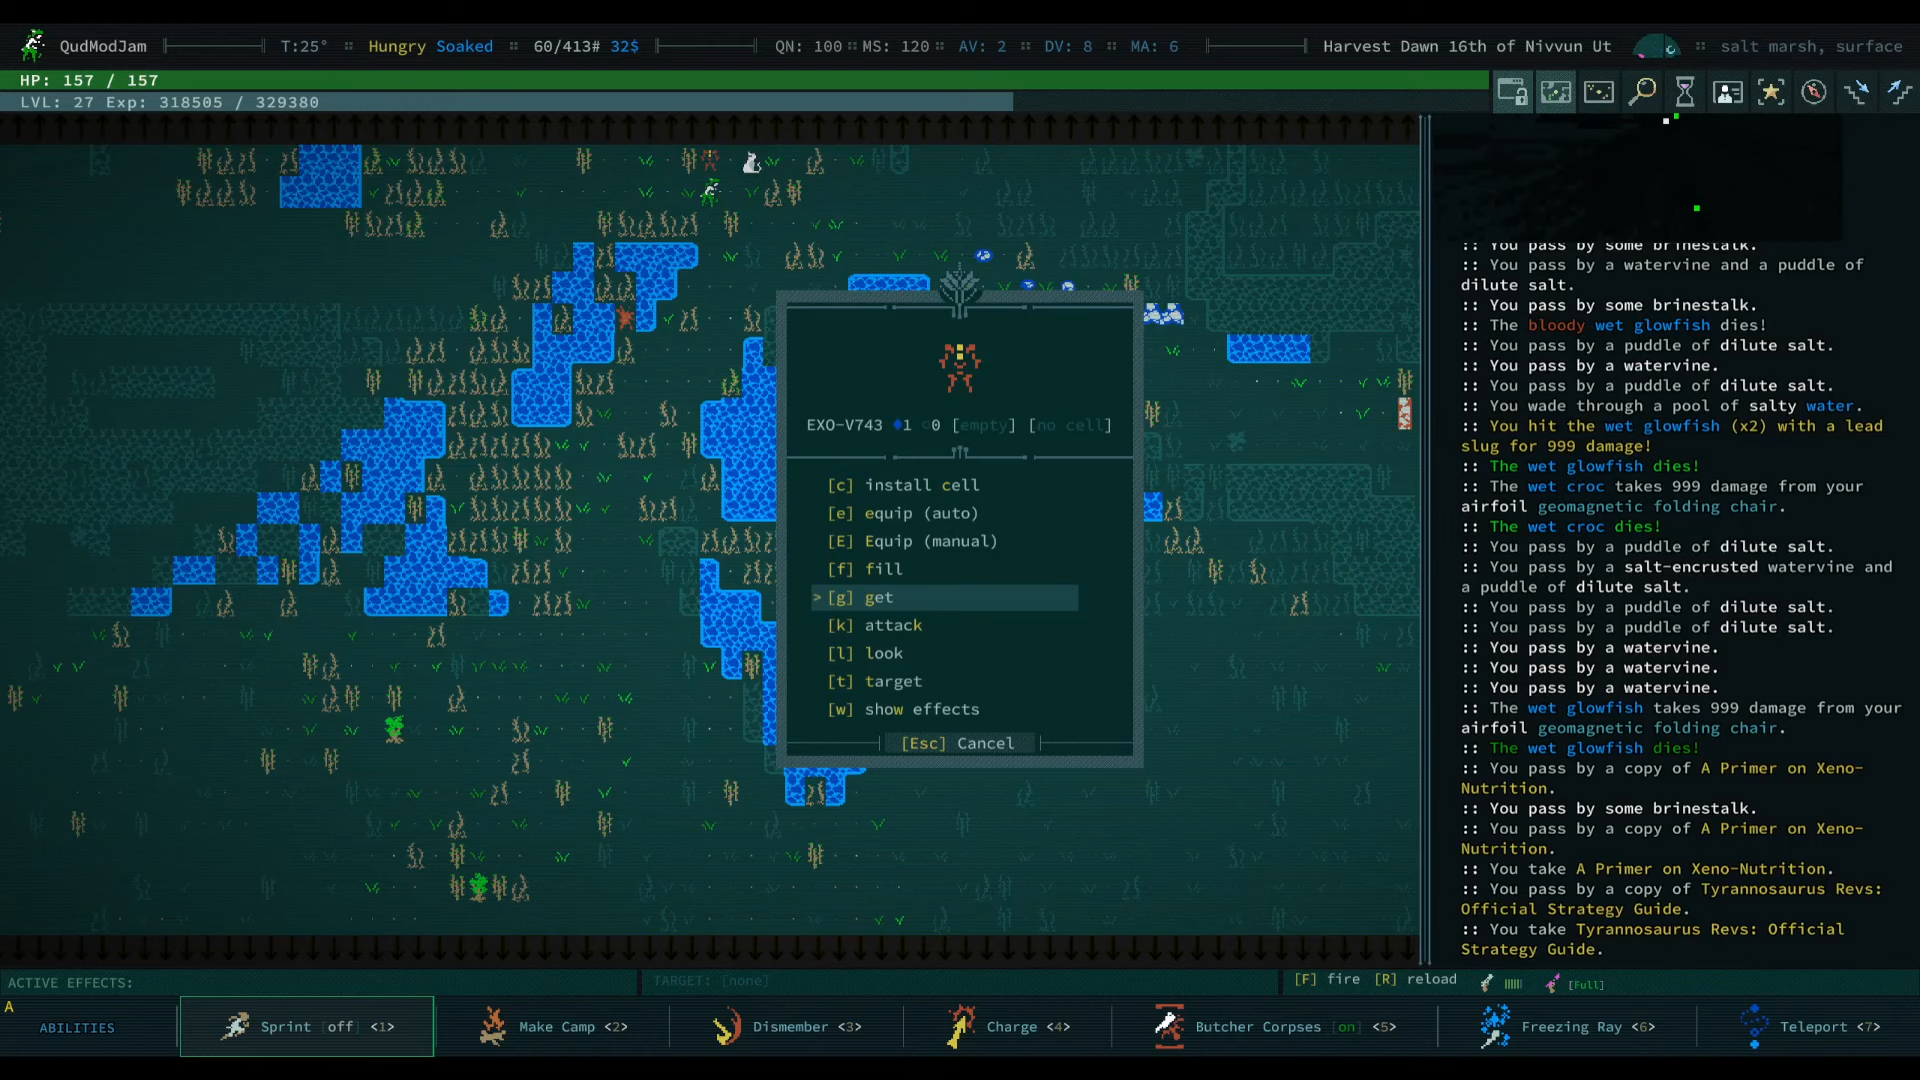 QudModJam T:25° Hungry Soaked 60/413# 32$ QN: 100 MS: 120 AV: 2 DV: 8 MA: 6 Harvest Dawn 16th of Nivvun Ut salt marsh, surface
HP: 157 / 157
LVL: 27 Exp: 318505 / 329380
:: You pass by some brinestalk.
:: You pass by a watervine and a puddle of
dilute salt.
:: You pass by some brinestalk.
:: The bloody wet glowfish dies!
:: You pass by a puddle of dilute salt.
:: You pass by a watervine.
:: You pass by a puddle of dilute salt.
:: You wade through a pool of salty water.
:: You hit the wet glowfish (x2) with a lead
slug for 999 damage!
:: The wet glowfish dies!
:: The wet croc takes 999 damage from your
airfoil geomagnetic folding chair.
:: The wet croc dies!
:: You pass by a puddle of dilute salt.
:: You pass by a salt-encrusted watervine and
a puddle of dilute salt.
:: You pass by a puddle of dilute salt.
:: You pass by a puddle of dilute salt.
:: You pass by a watervine.
:: You pass by a watervine.
:: You pass by a watervine.
:: The wet glowfish takes 999 damage from your
airfoil geomagnetic folding chair.
:: The wet glowfish dies!
:: You pass by a copy of A Primer on Xeno-
Nutrition.
:: You pass by some brinestalk.
:: You pass by a copy of A Primer on Xeno-
Nutrition.
:: You take A Primer on Xeno-Nutrition.
:: You pass by a copy of Tyrannosaurus Revs:
Official Strategy Guide.
:: You take Tyrannosaurus Revs: Official
Strategy Guide.
EXO-V743 ♦1 ○0 [empty] [no cell]
[c] install cell
[e] equip (auto)
[E] Equip (manual)
[f] fill
> [g] get
[k] attack
[l] look
[t] target
[w] show effects
[Esc] Cancel
ACTIVE EFFECTS: TARGET: [none] [F] fire [R] reload [Full]
A
ABILITIES Sprint [off] <1> Make Camp <2> Dismember <3> Charge <4> Butcher Corpses [on] <5> Freezing Ray <6> Teleport <7>